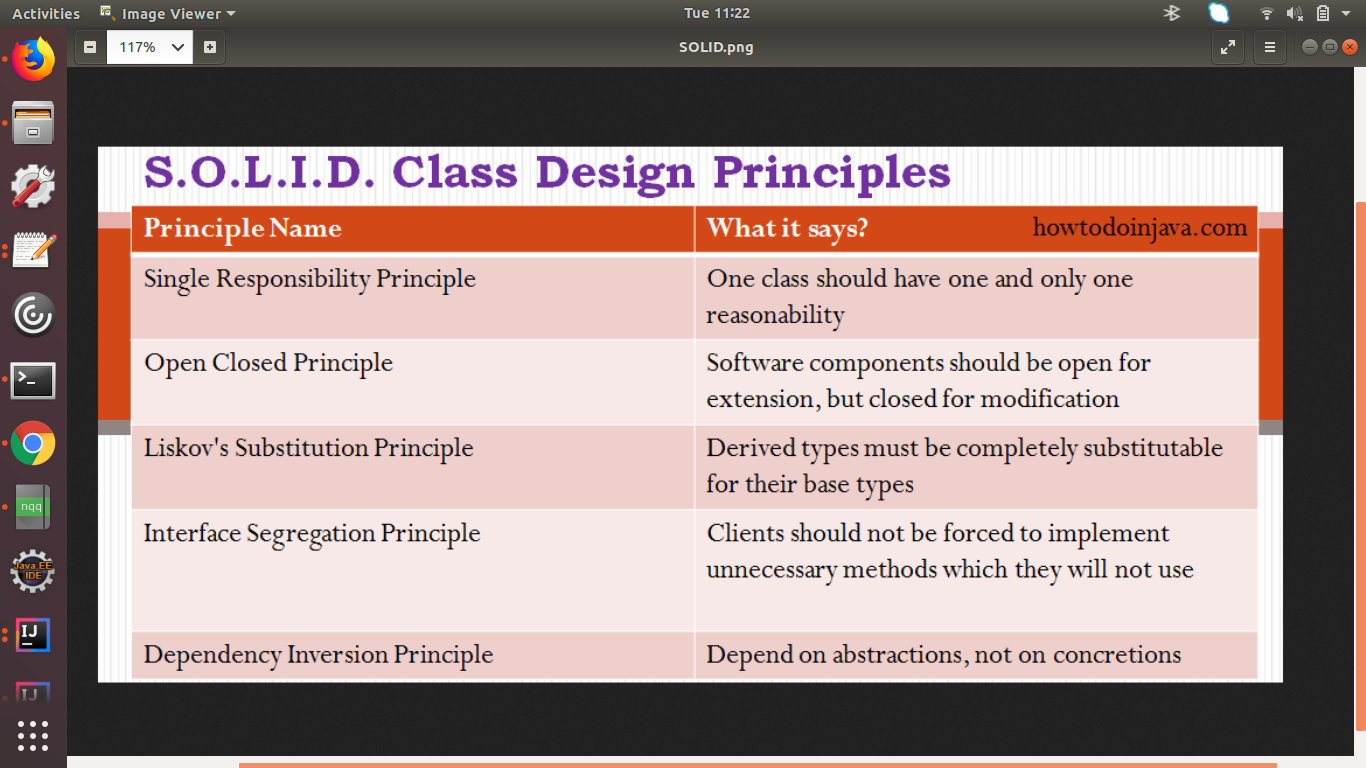 Activities Image Viewer Tue 11:22
117% SOLID.png
S.O.L.I.D. Class Design Principles
Principle Name What it says? howtodoinjava.com
Single Responsibility Principle One class should have one and only one
reasonability
Open Closed Principle Software components should be open for
extension, but closed for modification
Liskov's Substitution Principle Derived types must be completely substitutable
for their base types
Interface Segregation Principle Clients should not be forced to implement
unnecessary methods which they will not use
Dependency Inversion Principle Depend on abstractions, not on concretions
nqq
Java EE
IDE
IJ
IJ